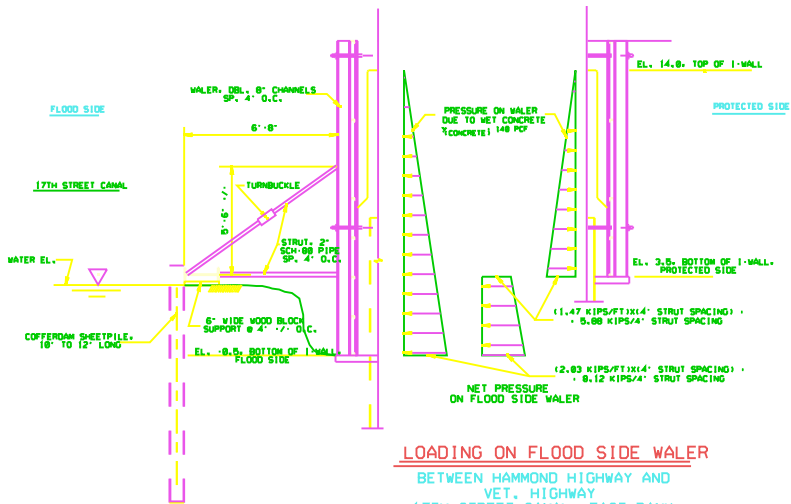 EL. 14.0. TOP OF I-WALL
WALER. DBL. 8" CHANNELS
SP. 4' O.C.
FLOOD SIDE
PRESSURE ON WALER
DUE TO WET CONCRETE
CONCRETE: 140 PCF
PROTECTED SIDE
6'-8"
17TH STREET CANAL
TURNBUCKLE
STRUT. 2"
SCH-80 PIPE
SP. 4' O.C.
WATER EL.
EL. 3.5. BOTTOM OF I-WALL.
PROTECTED SIDE
6" WIDE WOOD BLOCK
SUPPORT @ 4' +/- O.C.
(1.47 KIPS/FT)X(4' STRUT SPACING)
5.88 KIPS/4' STRUT SPACING
COFFERDAM SHEETPILE.
10' TO 12' LONG
EL. -0.5. BOTTOM OF I-WALL.
FLOOD SIDE
(2.03 KIPS/FT)X(4' STRUT SPACING)
8.12 KIPS/4' STRUT SPACING
NET PRESSURE
ON FLOOD SIDE WALER
LOADING ON FLOOD SIDE WALER
BETWEEN HAMMOND HIGHWAY AND
VET. HIGHWAY